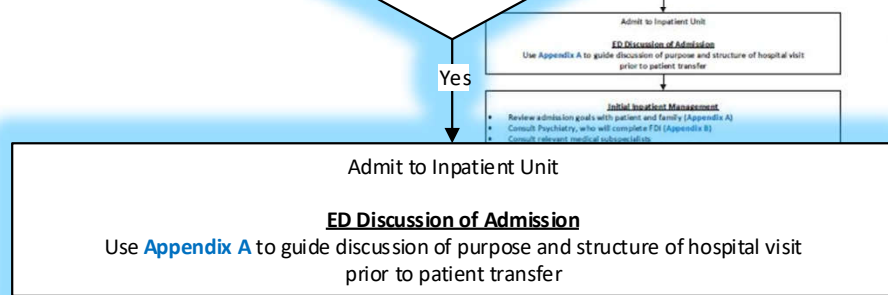 Admit to Inpatient Unit
ED Discussion of Admission
Use Appendix A to guide discussion of purpose and structure of hospital visit
prior to patient transfer
Yes
Initial Inpatient Management
• Review admission goals with patient and family (Appendix A)
• Consult Psychiatry, who will complete FDI (Appendix B)
• Consult relevant medical subspecialists
Admit to Inpatient Unit
ED Discussion of Admission
Use Appendix A to guide discussion of purpose and structure of hospital visit
prior to patient transfer